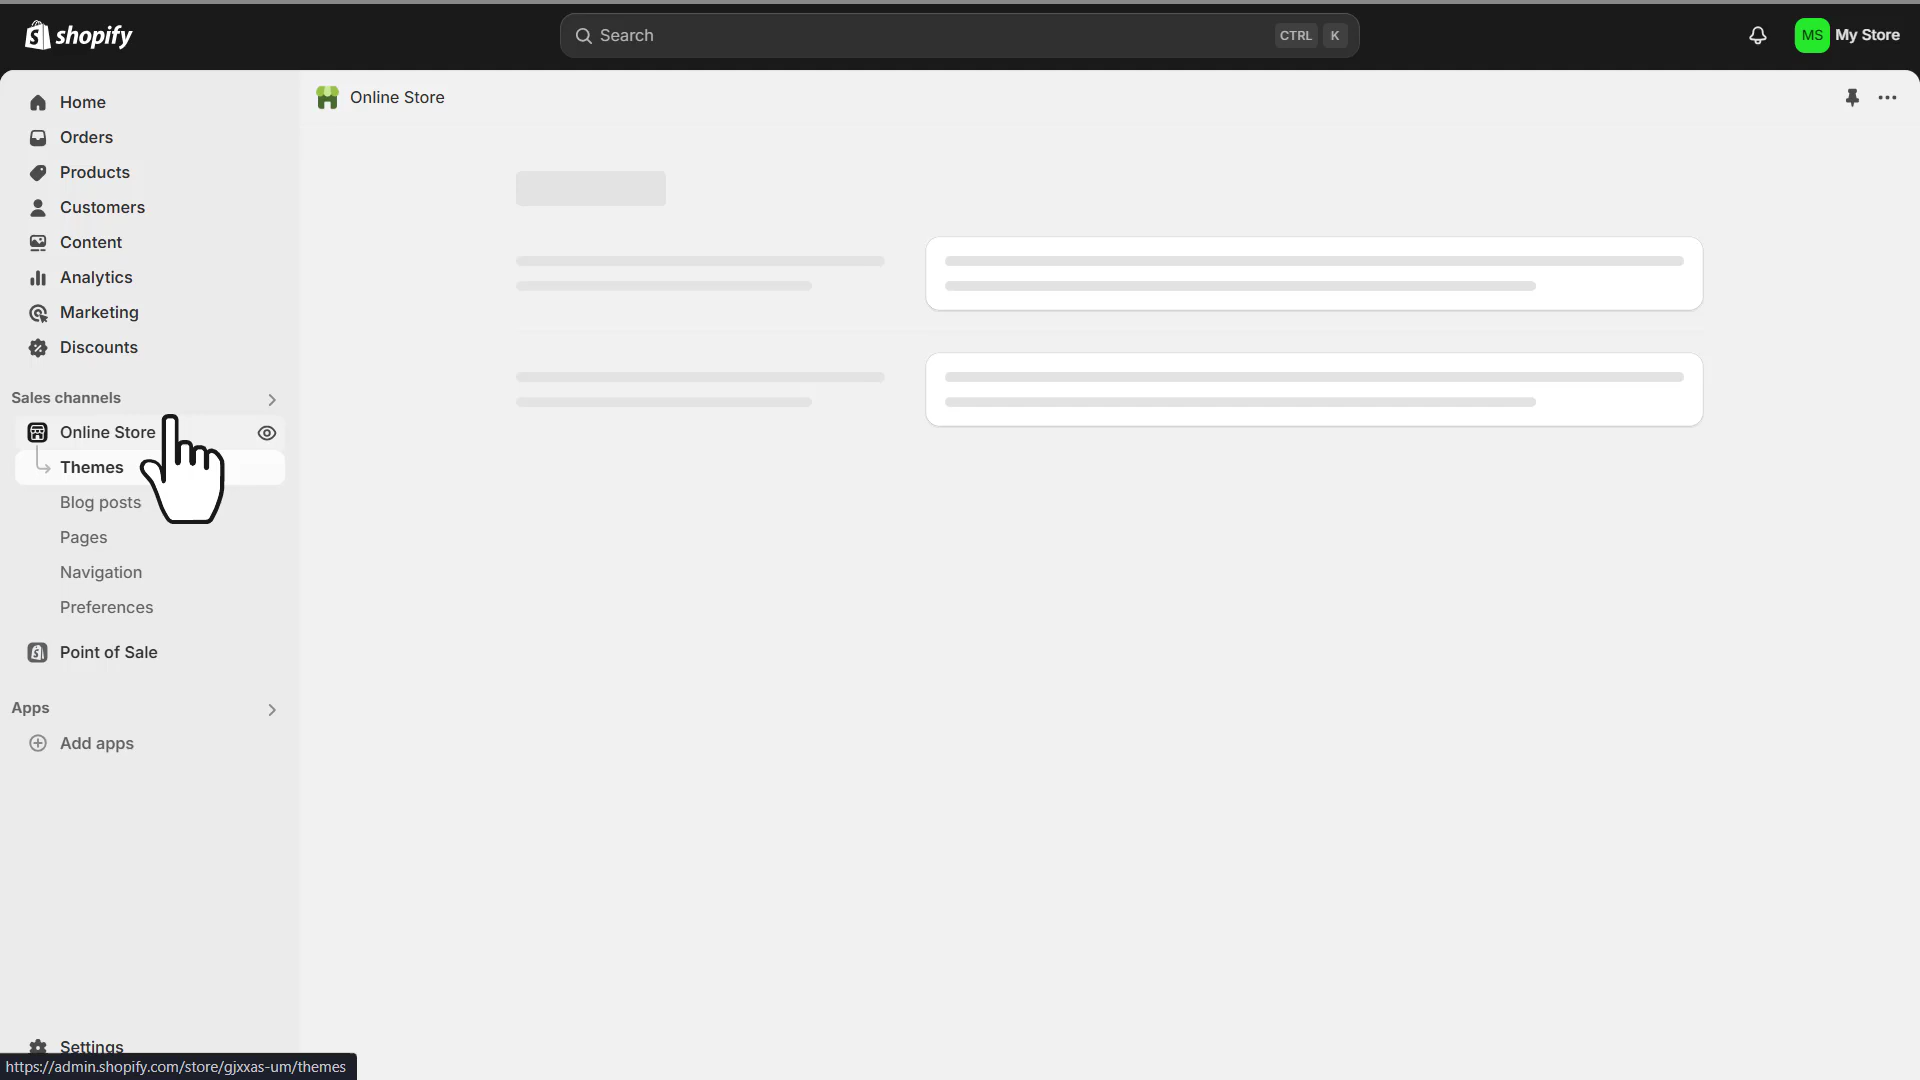 shopify
Search
CTRL K
MS My Store
Home
Orders
Products
Customers
Content
Analytics
Marketing
Discounts
Sales channels
Online Store
Themes
Blog posts
Pages
Navigation
Preferences
Point of Sale
Apps
Add apps
Settings
https://admin.shopify.com/store/gjxxas-um/themes
Online Store